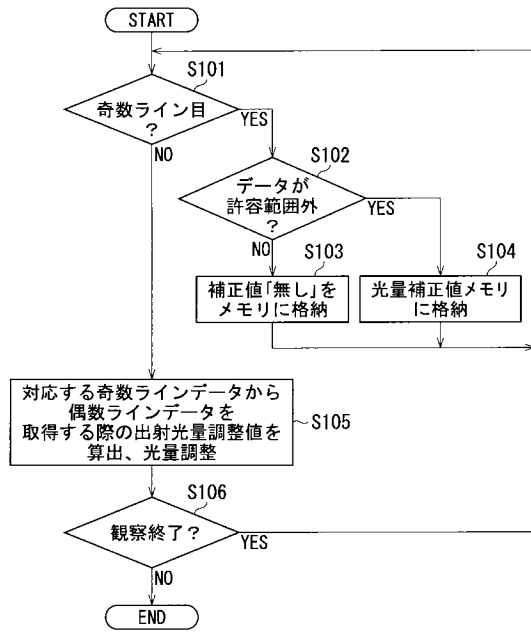 START
S101
奇数ライン目
?
YES
NO
S102
データが
許容範囲外
?
YES
NO
S103
補正値「無し」を
メモリに格納
S104
光量補正値メモリ
に格納
対応する奇数ラインデータから
偶数ラインデータを
取得する際の出射光量調整値を
算出、光量調整
S105
S106
観察終了?
YES
NO
END